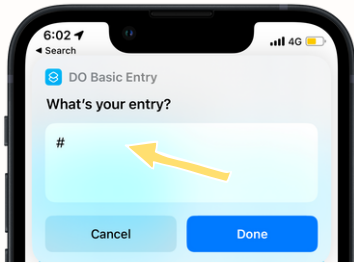 6:02
4G
◀ Search
DO Basic Entry
What's your entry?
#
Cancel
Done